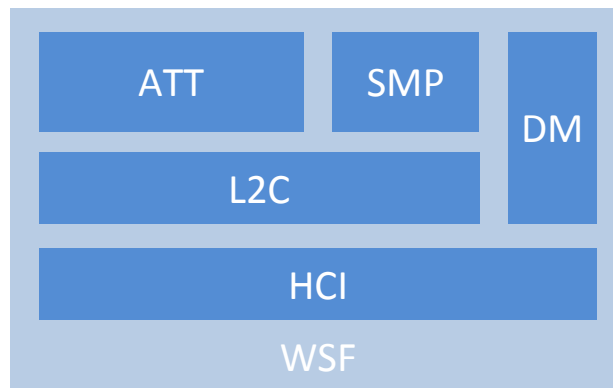 ATT
SMP
DM
L2C
HCI
WSF